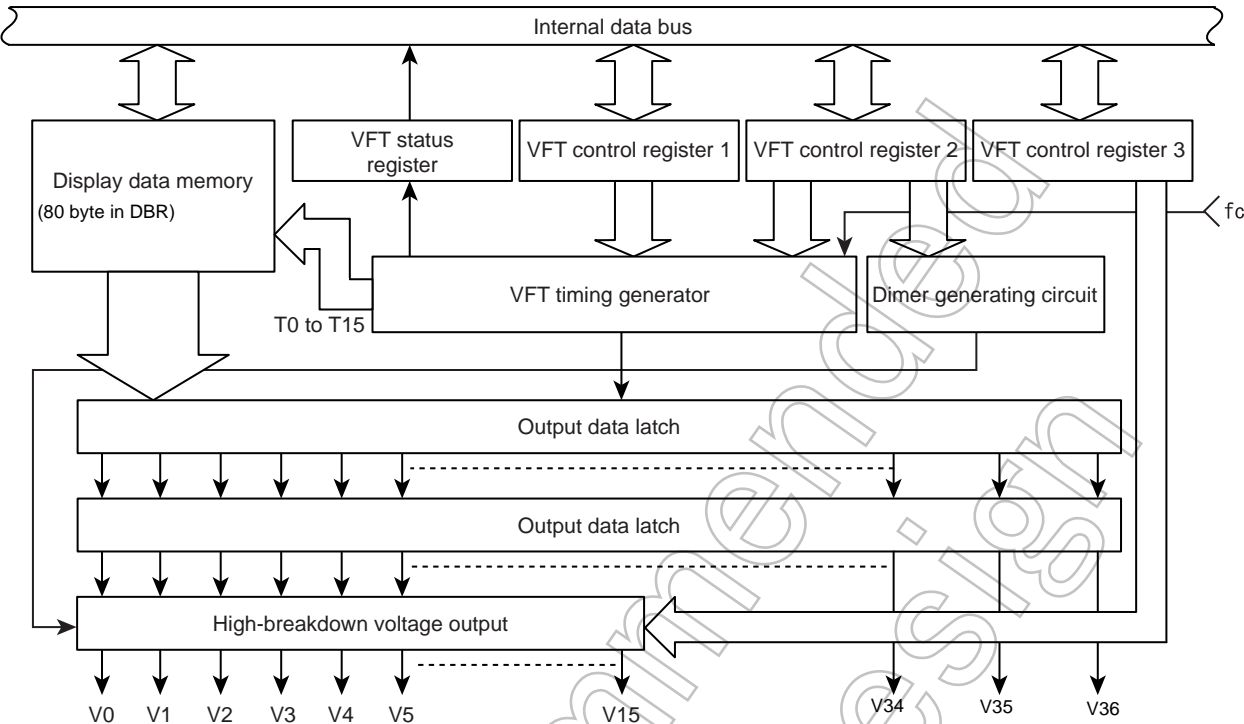 Internal data bus
VFT status
register
VFT control register 1
VFT control register 2
VFT control register 3
Display data memory
(80 byte in DBR)
fc
VFT timing generator
Dimer generating circuit
T0 to T15
Output data latch
Output data latch
High-breakdown voltage output
V0 V1 V2 V3 V4 V5 V15 V34 V35 V36